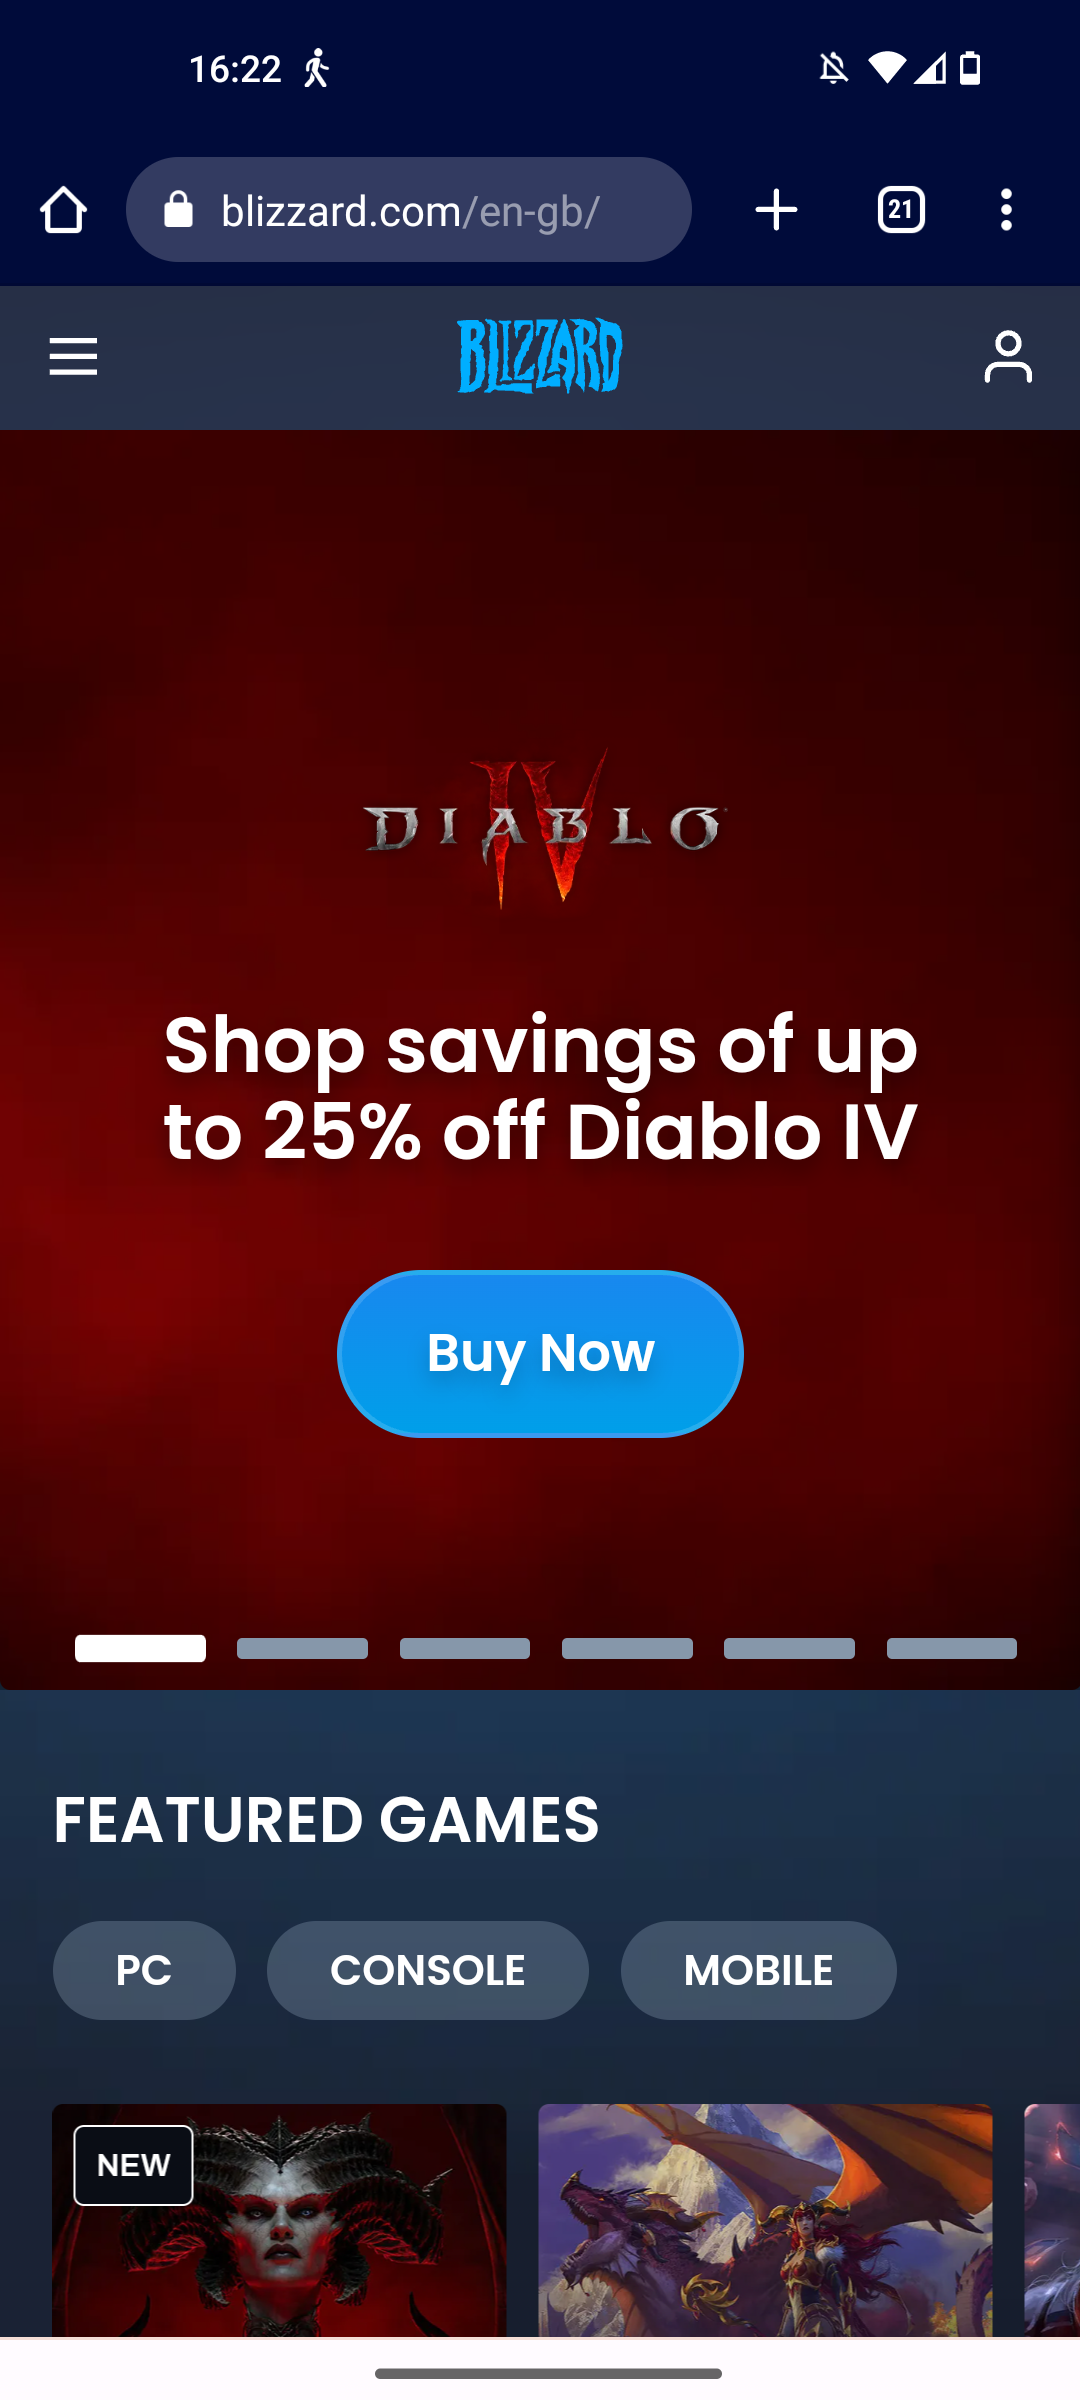 16:22
blizzard.com/en-gb/
21
BLIZZARD
DIABLO
IV
Shop savings of up
to 25% off Diablo IV
Buy Now
FEATURED GAMES
PC
CONSOLE
MOBILE
NEW